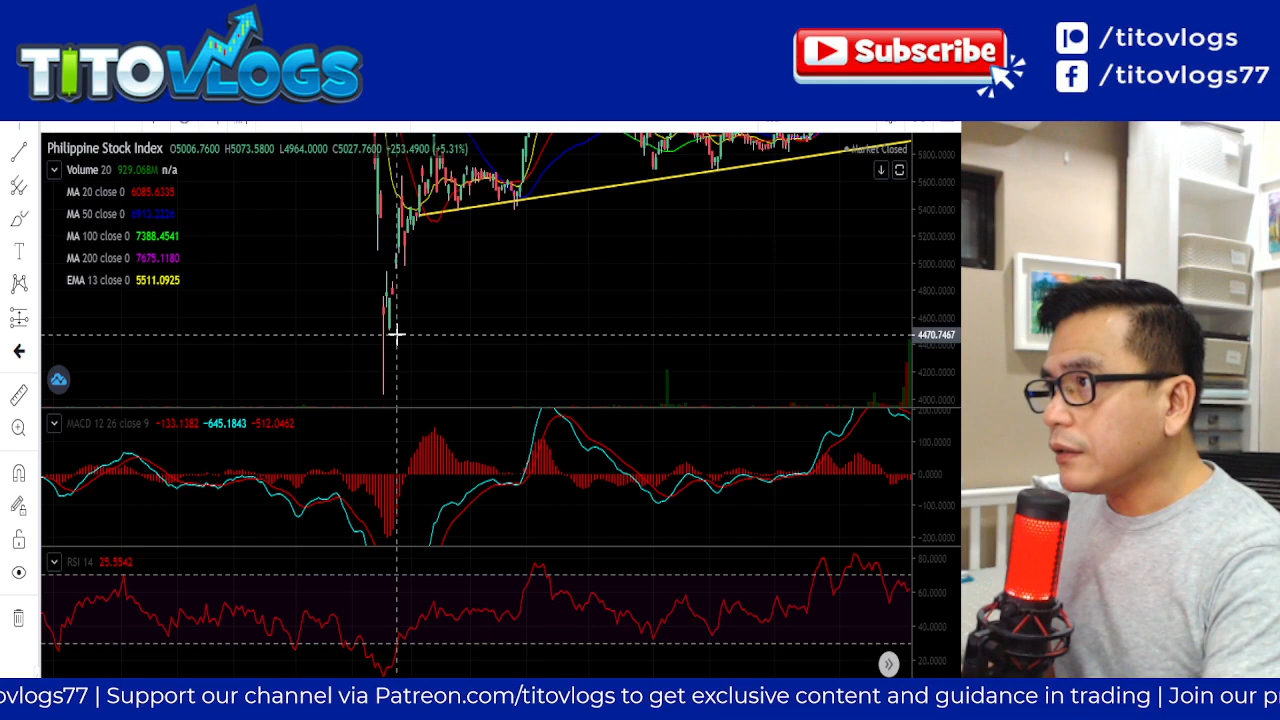 TITOVLOGS
Subscribe
/titovlogs
/titovlogs77
Philippine Stock Index O5006.7600 H5073.5800 L4964.0000 C5027.7600 +253.4900 (+5.31%)
Market Closed
Volume 20 929.068M n/a
MA 20 close 0 6085.6335
MA 50 close 0
MA 100 close 0 7388.4541
MA 200 close 0 7675.1180
EMA 13 close 0 5511.0925
5800.0000
5600.0000
5400.0000
5200.0000
5000.0000
4800.0000
4600.0000
4470.7467
4400.0000
4200.0000
4000.0000
MACD 12 26 close 9 -133.1382 -645.1843 -512.0462
200.0000
100.0000
0.0000
-100.0000
-200.0000
RSI 14 25.5542
80.0000
60.0000
40.0000
20.0000
ovlogs77 | Support our channel via Patreon.com/titovlogs to get exclusive content and guidance in trading | Join our p